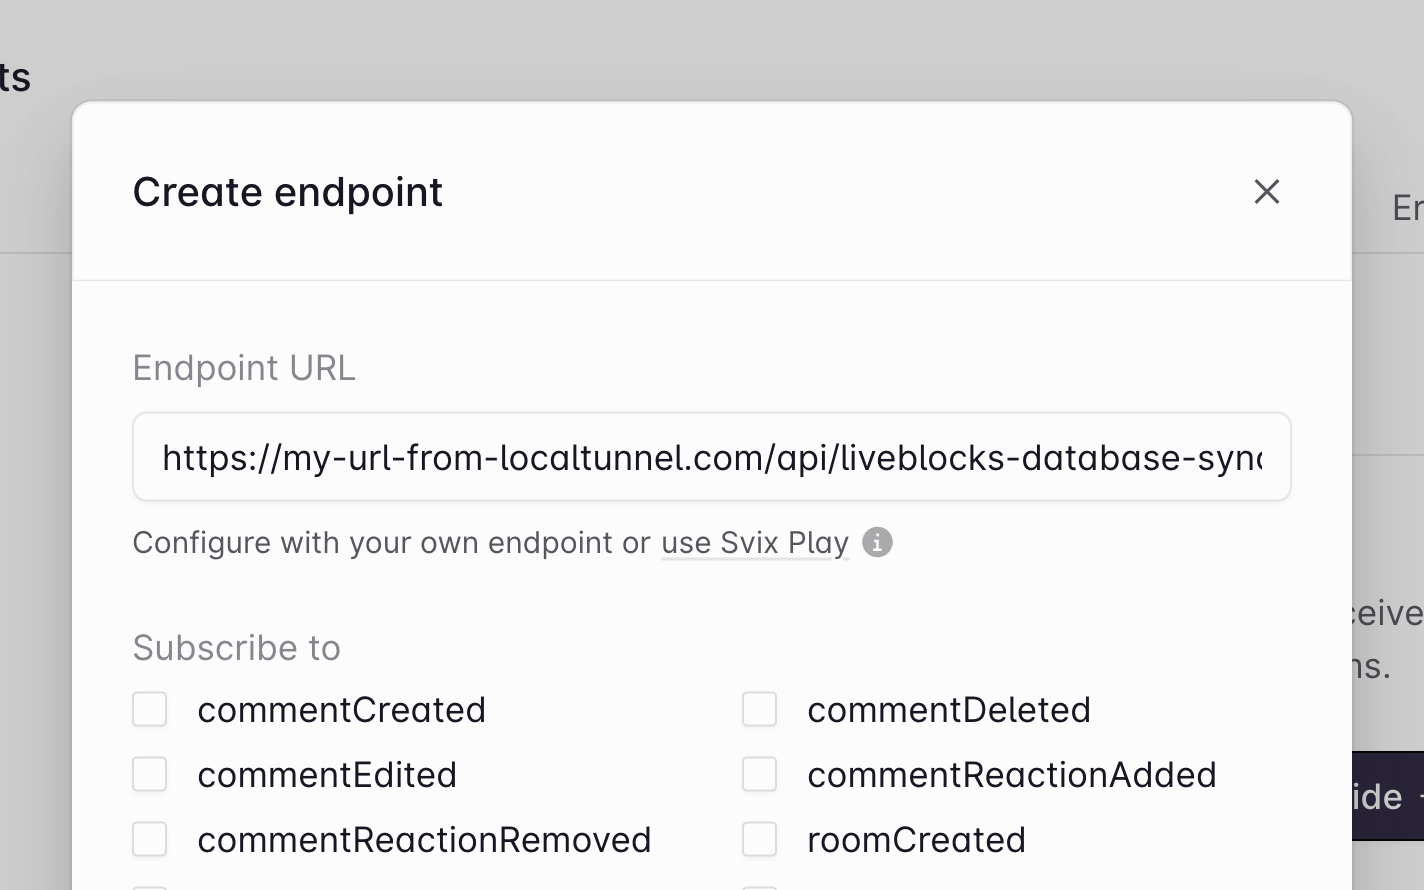 ts
Create endpoint
Endpoint URL
https://my-url-from-localtunnel.com/api/liveblocks-database-sync
Configure with your own endpoint or use Svix Play
Subscribe to
commentCreated
commentDeleted
commentEdited
commentReactionAdded
commentReactionRemoved
roomCreated
Er
ceive
ns.
ide